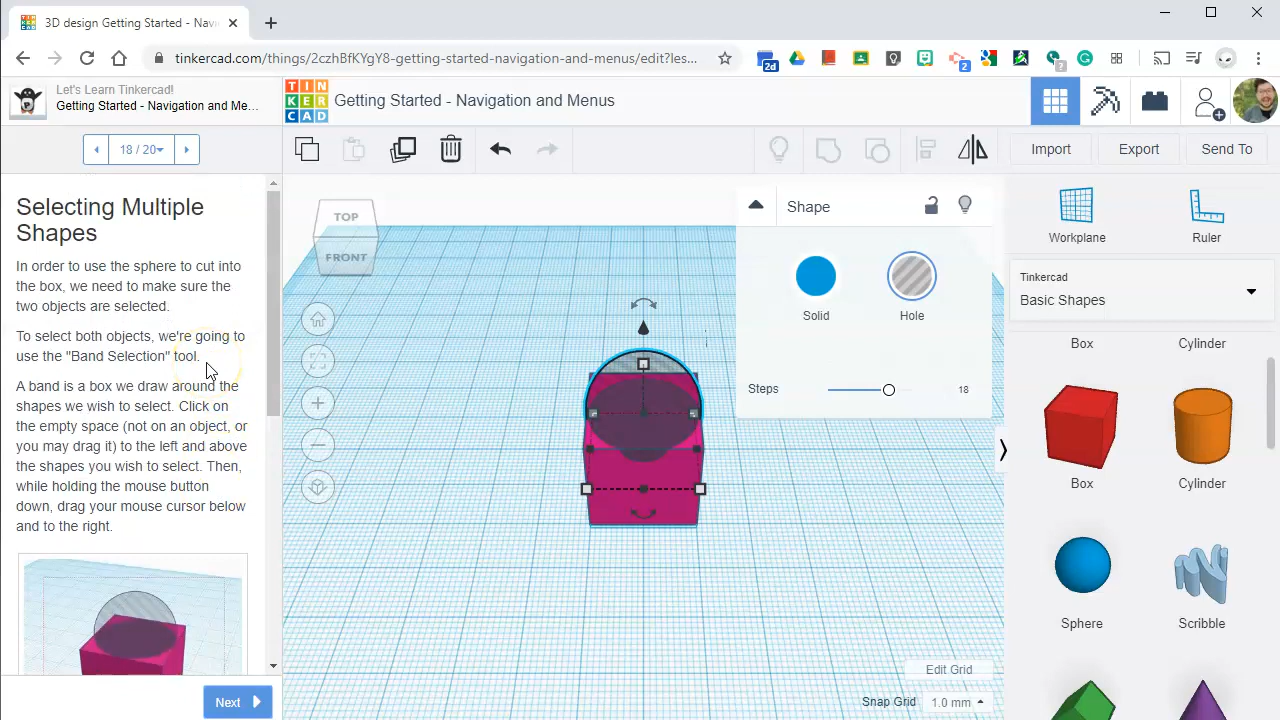 3D design Getting Started - Navi
tinkercad.com/things/2czhBfKYgY8-getting-started-navigation-and-menus/edit?les...
2d
2
?
Let's Learn Tinkercad!
Getting Started - Navigation and Me...
TIN
KER
CAD
Getting Started - Navigation and Menus
18 / 20
Import
Export
Send To
Selecting Multiple
Shapes
In order to use the sphere to cut into
the box, we need to make sure the
two objects are selected.
To select both objects, we're going to
use the "Band Selection" tool.
A band is a box we draw around the
shapes we wish to select. Click on
the empty space (not on an object, or
you may drag it) to the left and above
the shapes you wish to select. Then,
while holding the mouse button
down, drag your mouse cursor below
and to the right.
Next
TOP
FRONT
Shape
Solid
Hole
Steps
18
Edit Grid
Snap Grid
1.0 mm
Workplane
Ruler
Tinkercad
Basic Shapes
Box
Cylinder
Box
Cylinder
Sphere
Scribble